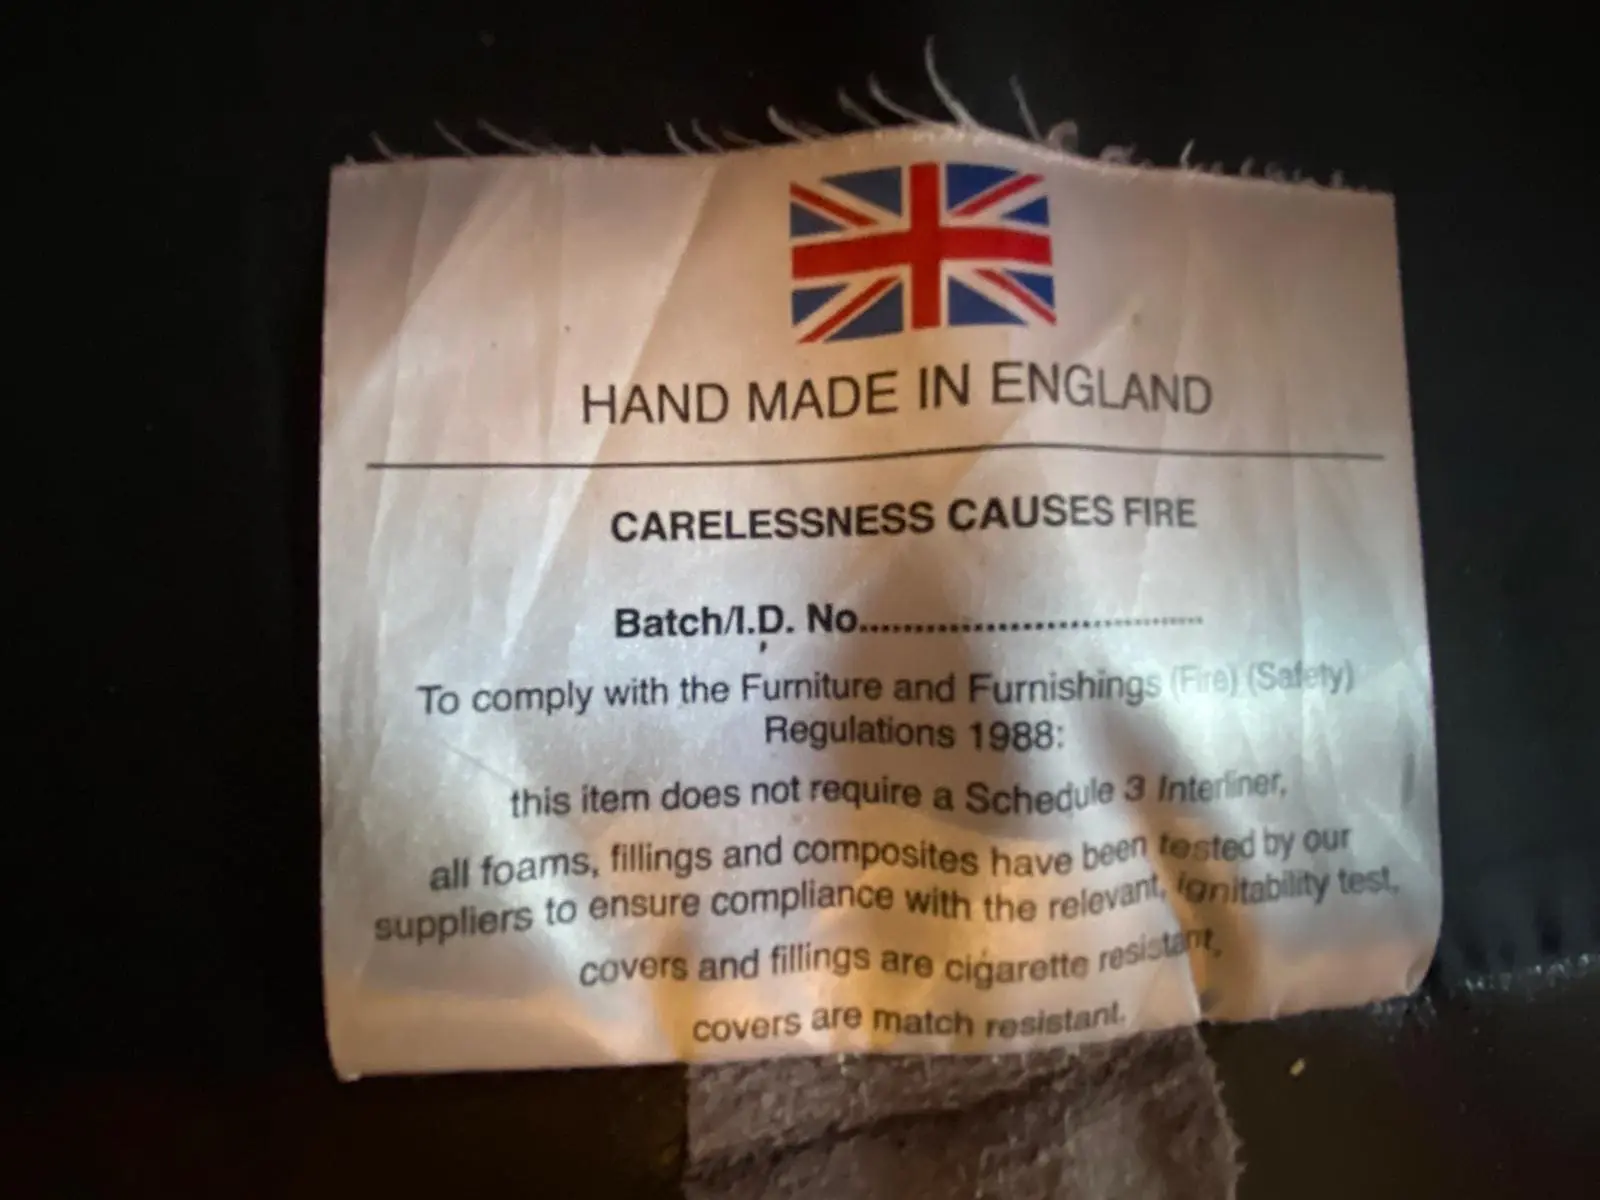 HAND MADE IN ENGLAND
CARELESSNESS CAUSES FIRE
Batch/I.D. No......................................
To comply with the Furniture and Furnishings (Fire) (Safety)
Regulations 1988:
this item does not require a Schedule 3 Interliner,
all foams, fillings and composites have been tested by our
suppliers to ensure compliance with the relevant, ignitability test,
covers and fillings are cigarette resistant,
covers are match resistant.